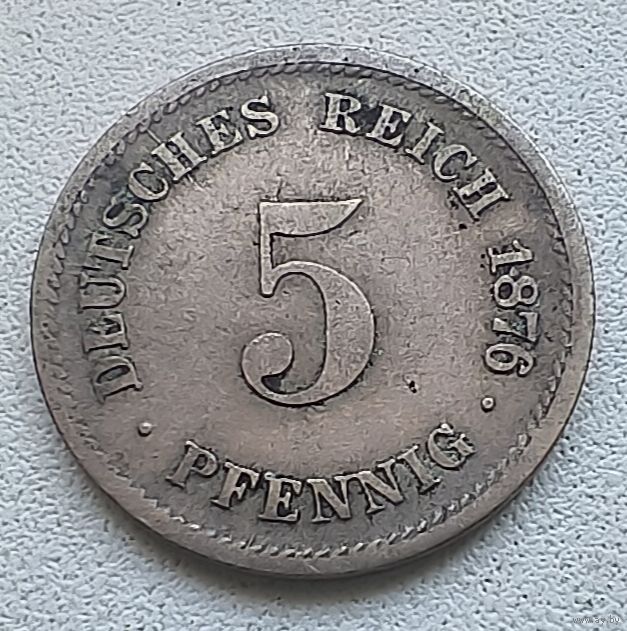 DEUTSCHES REICH 1876
5
· PFENNIG ·